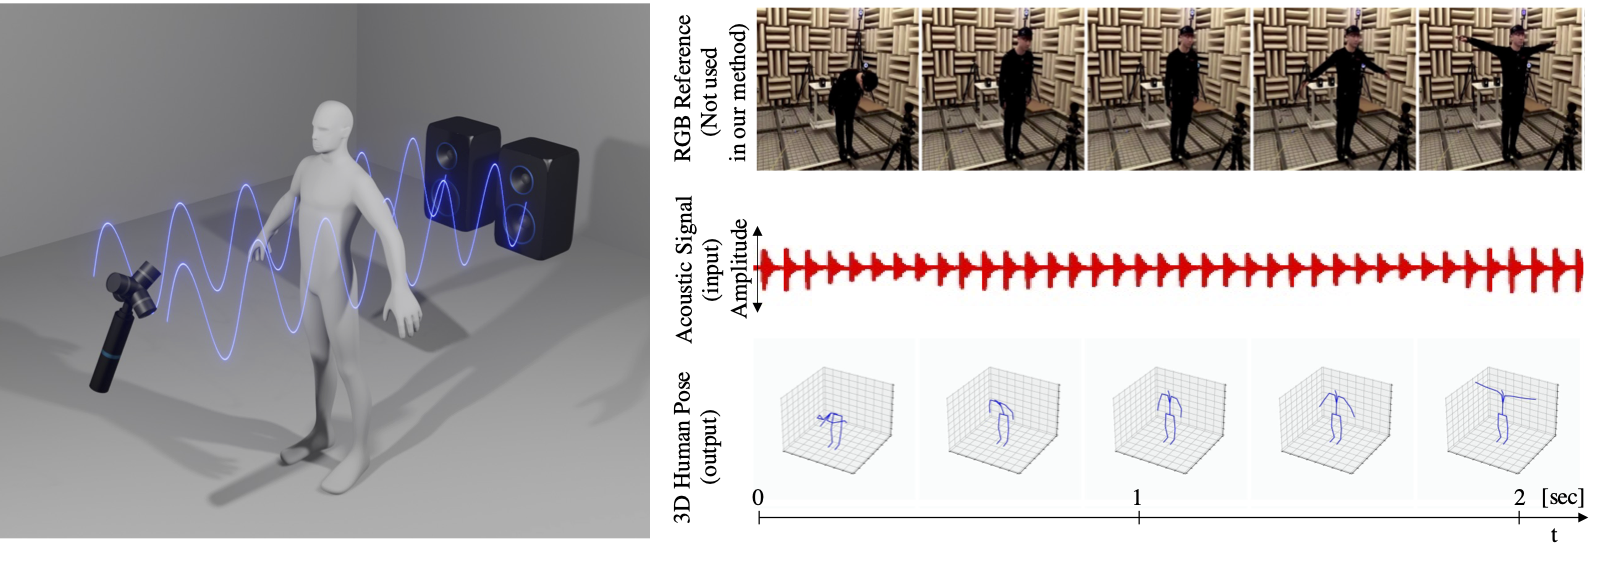 RGB Reference
(Not used
in our method)
Acoustic Signal
(input)
Amplitude
3D Human Pose
(output)
0
1
2
[sec]
t